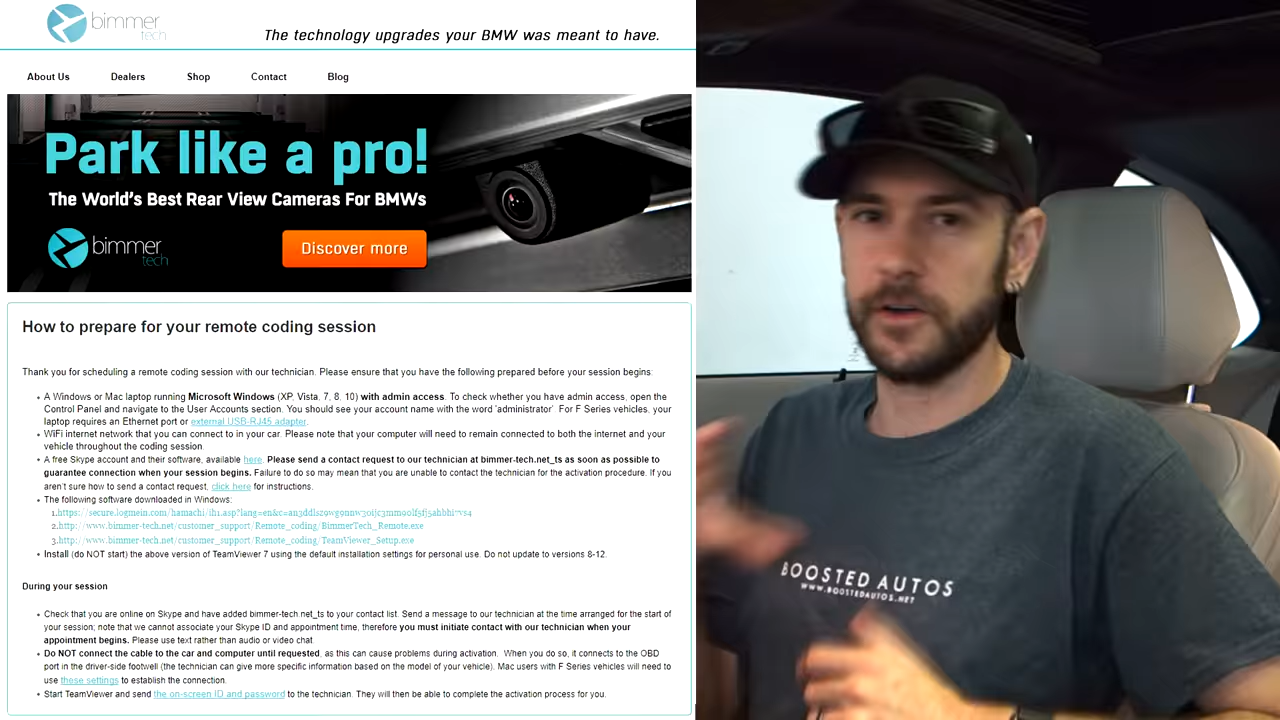 bimmer
tech
The technology upgrades your BMW was meant to have.
About Us Dealers Shop Contact Blog
Park like a pro!
The World's Best Rear View Cameras For BMWs
bimmer
tech
Discover more
How to prepare for your remote coding session
Thank you for scheduling a remote coding session with our technician. Please ensure that you have the following prepared before your session begins:
• A Windows or Mac laptop running Microsoft Windows (XP, Vista, 7, 8, 10) with admin access. To check whether you have admin access, open the
Control Panel and navigate to the User Accounts section. You should see your account name with the word 'administrator'. For F Series vehicles, your
laptop requires an Ethernet port or external USB-RJ45 adapter.
• WiFi internet network that you can connect to in your car. Please note that your computer will need to remain connected to both the internet and your
vehicle throughout the coding session.
• A free Skype account and their software, available here. Please send a contact request to our technician at bimmer-tech.net_ts as soon as possible to
guarantee connection when your session begins. Failure to do so may mean that you are unable to contact the technician for the activation procedure. If you
aren't sure how to send a contact request, click here for instructions.
• The following software downloaded in Windows:
1.
2.http://www.bimmer-tech.net/customer_support/Remote_coding/BimmerTech_Remote.exe
3.http://www.bimmer-tech.net/customer_support/Remote_coding/TeamViewer_Setup.exe
• Install (do NOT start) the above version of TeamViewer 7 using the default installation settings for personal use. Do not update to versions 8-12.
During your session
• Check that you are online on Skype and have added bimmer-tech.net_ts to your contact list. Send a message to our technician at the time arranged for the start of
your session; note that we cannot associate your Skype ID and appointment time, therefore you must initiate contact with our technician when your
appointment begins. Please use text rather than audio or video chat.
• Do NOT connect the cable to the car and computer until requested, as this can cause problems during activation. When you do so, it connects to the OBD
port in the driver-side footwell (the technician can give more specific information based on the model of your vehicle). Mac users with F Series vehicles will need to
use these settings to establish the connection.
• Start TeamViewer and send the on-screen ID and password to the technician. They will then be able to complete the activation process for you.
BOOSTED AUTOS
WWW.BOOSTEDAUTOS.NET